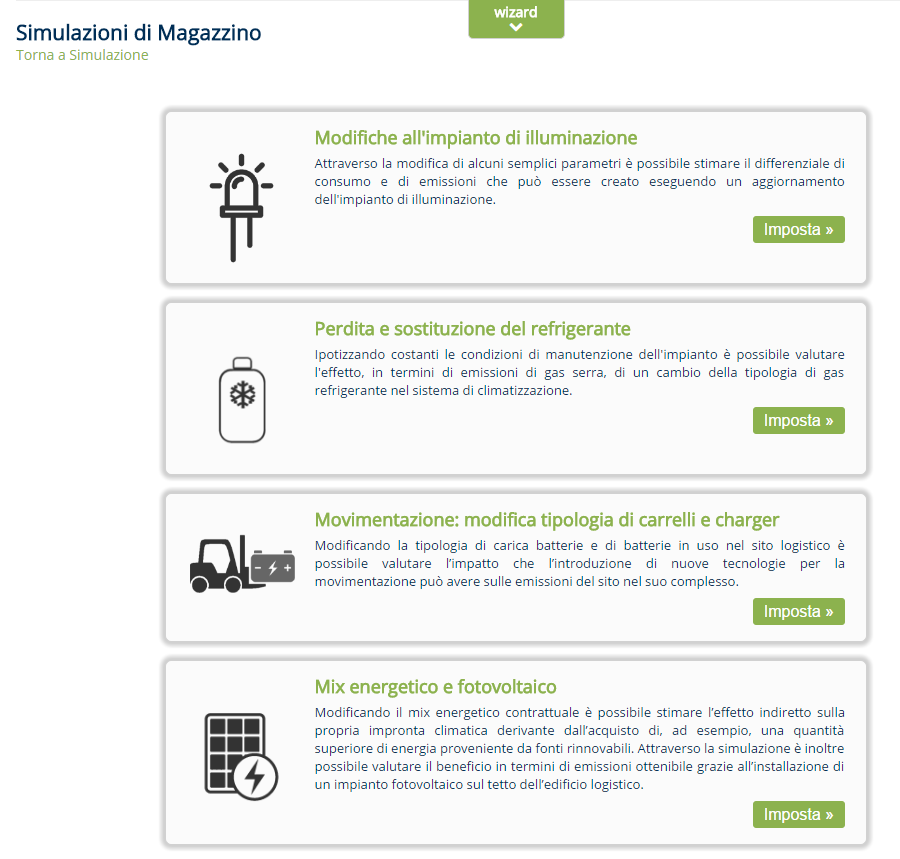 wizard
Simulazioni di Magazzino
Torna a Simulazione
Modifiche all'impianto di illuminazione
Attraverso la modifica di alcuni semplici parametri è possibile stimare il differenziale di
consumo e di emissioni che può essere creato eseguendo un aggiornamento
dell'impianto di illuminazione.
Imposta »
Perdita e sostituzione del refrigerante
Ipotizzando costanti le condizioni di manutenzione dell'impianto è possibile valutare
l'effetto, in termini di emissioni di gas serra, di un cambio della tipologia di gas
refrigerante nel sistema di climatizzazione.
Imposta »
Movimentazione: modifica tipologia di carrelli e charger
Modificando la tipologia di carica batterie e di batterie in uso nel sito logistico è
possibile valutare l’impatto che l’introduzione di nuove tecnologie per la
movimentazione può avere sulle emissioni del sito nel suo complesso.
Imposta »
Mix energetico e fotovoltaico
Modificando il mix energetico contrattuale è possibile stimare l’effetto indiretto sulla
propria impronta climatica derivante dall’acquisto di, ad esempio, una quantità
superiore di energia proveniente da fonti rinnovabili. Attraverso la simulazione è inoltre
possibile valutare il beneficio in termini di emissioni ottenibile grazie all’installazione di
un impianto fotovoltaico sul tetto dell’edificio logistico.
Imposta »